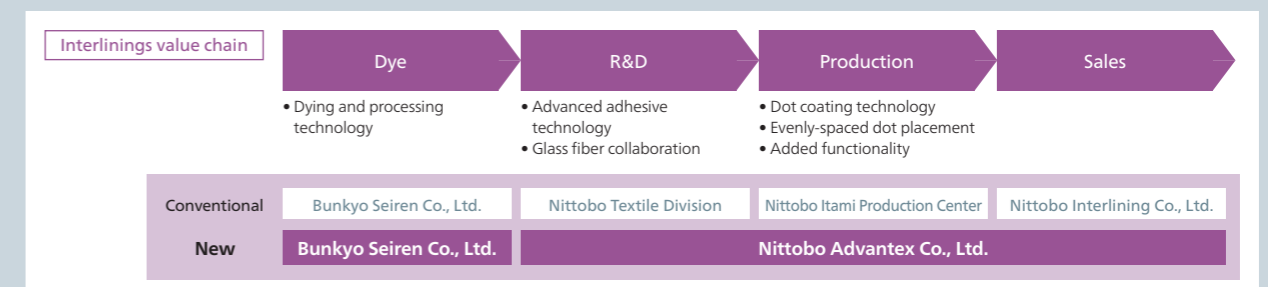 Interlinings value chain
Dye
R&D
Production
Sales
• Dying and processing
technology
• Advanced adhesive
technology
• Glass fiber collaboration
• Dot coating technology
• Evenly-spaced dot placement
• Added functionality
Conventional
Bunkyo Seiren Co., Ltd.
Nittobo Textile Division
Nittobo Itami Production Center
Nittobo Interlining Co., Ltd.
New
Bunkyo Seiren Co., Ltd.
Nittobo Advantex Co., Ltd.